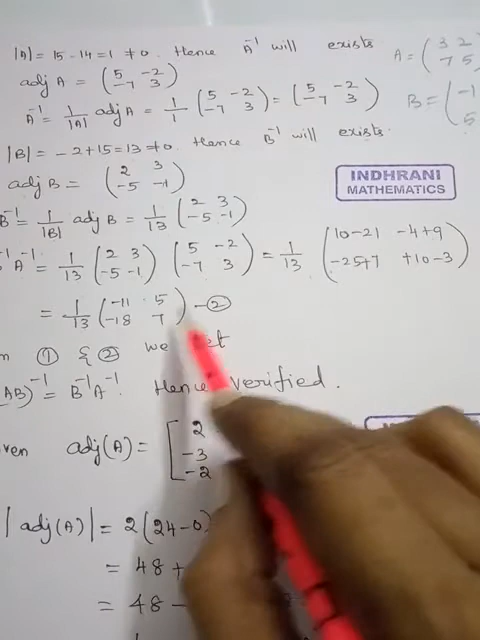 |A| = 15 - 14 = 1 ≠ 0. Hence A⁻¹ will exists
A = (3 2
7 5
adj A = (5 -2
-7 3)
A⁻¹ = 1/|A| adj A = 1/1 (5 -2
-7 3) = (5 -2
-7 3)
B = (-1
5
|B| = -2+15 = 13 ≠ 0. Hence B⁻¹ will exists.
adj B = (2 3
-5 -1)
INDHRANI
MATHEMATICS
B⁻¹ = 1/|B| adj B = 1/13 (2 3
-5 -1)
⁻¹ A⁻¹ = 1/13 (2 3
-5 -1) (5 -2
-7 3) = 1/13 (10-21 -4+9
-25+7 +10-3)
= 1/13 (-11 5
-18 7) - ②
① & ② we
AB)⁻¹ = B⁻¹A⁻¹. Hence verified.
adj(A) = [2
-3
-2
|adj(A)| = 2(24-0)
= 48 +
= 48 -